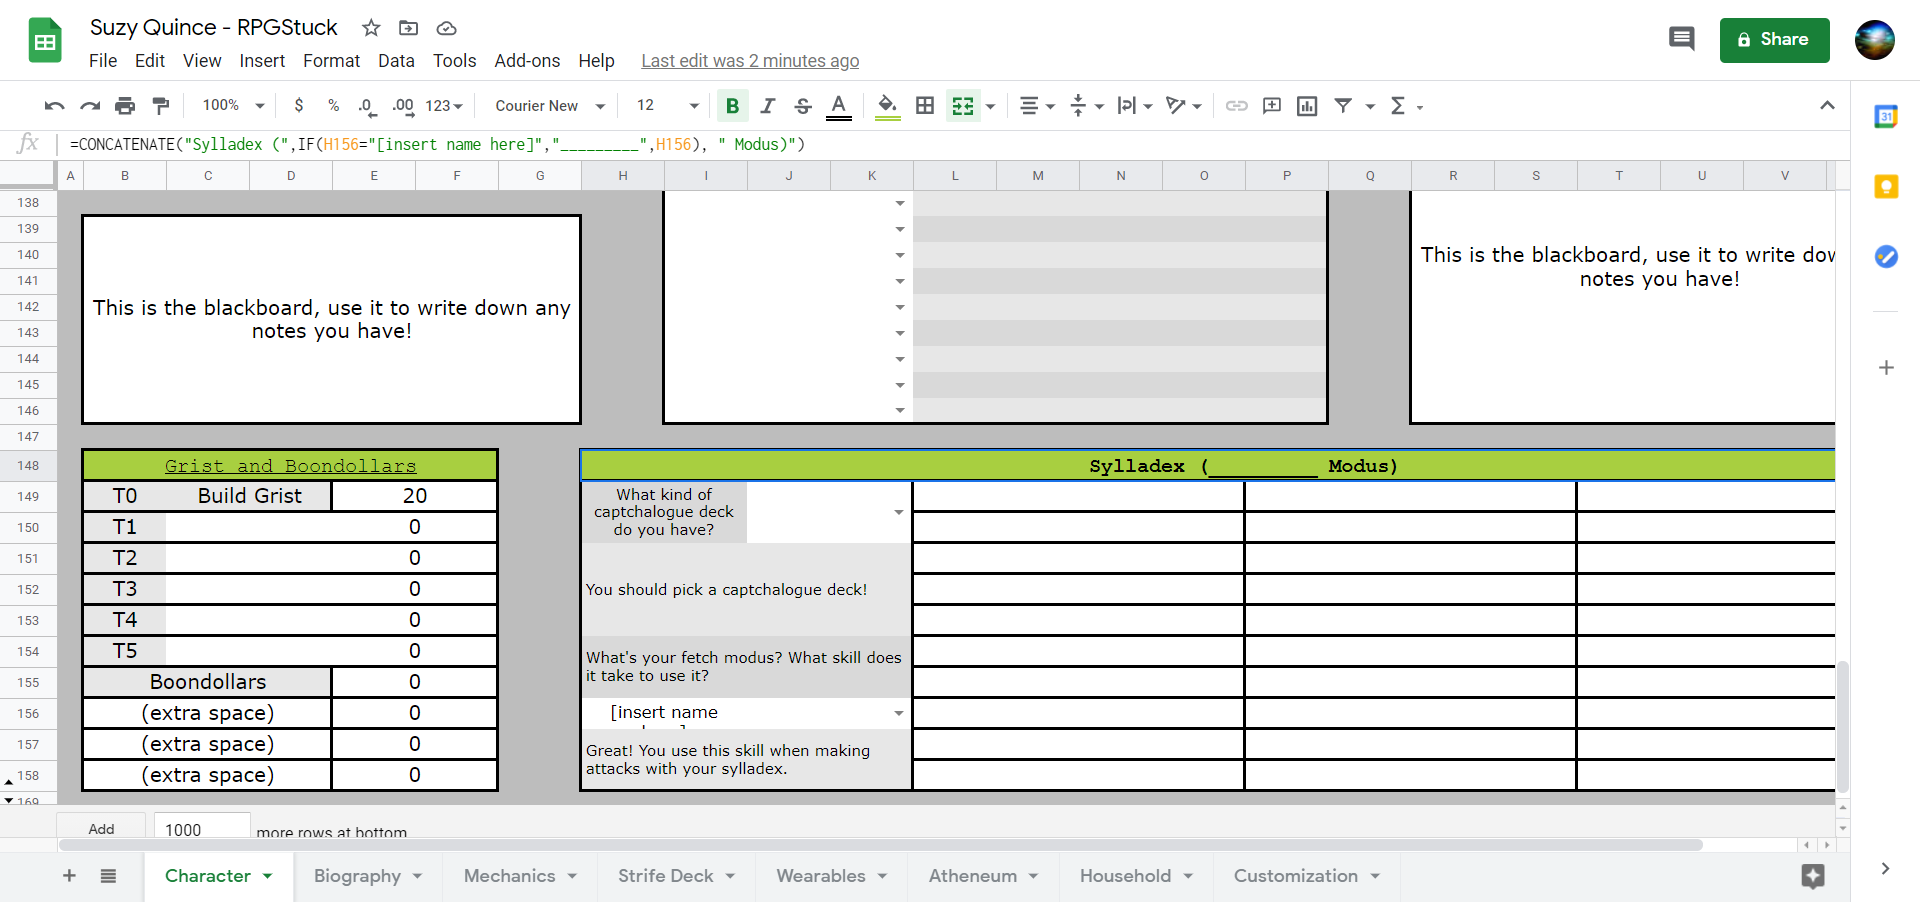 Suzy Quince - RPGStuck
File Edit View Insert Format Data Tools Add-ons Help Last edit was 2 minutes ago
Share
100% $ % .0 .00 123 Courier New 12 B I S A Σ
31
fx =CONCATENATE("Sylladex (",IF(H156="[insert name here]","_________",H156), " Modus)")
A B C D E F G H I J K L M N O P Q R S T U V
138
139
140
141
142
143
144
145
146
147
148
149
150
151
152
153
154
155
156
157
158
169
This is the blackboard, use it to write down any
notes you have!
This is the blackboard, use it to write dow
notes you have!
Grist and Boondollars
T0 Build Grist 20
T1 0
T2 0
T3 0
T4 0
T5 0
Boondollars 0
(extra space) 0
(extra space) 0
(extra space) 0
Sylladex (_________ Modus)
What kind of
captchalogue deck
do you have?
You should pick a captchalogue deck!
What's your fetch modus? What skill does
it take to use it?
[insert name
Great! You use this skill when making
attacks with your sylladex.
Add 1000 more rows at bottom
Character Biography Mechanics Strife Deck Wearables Atheneum Household Customization